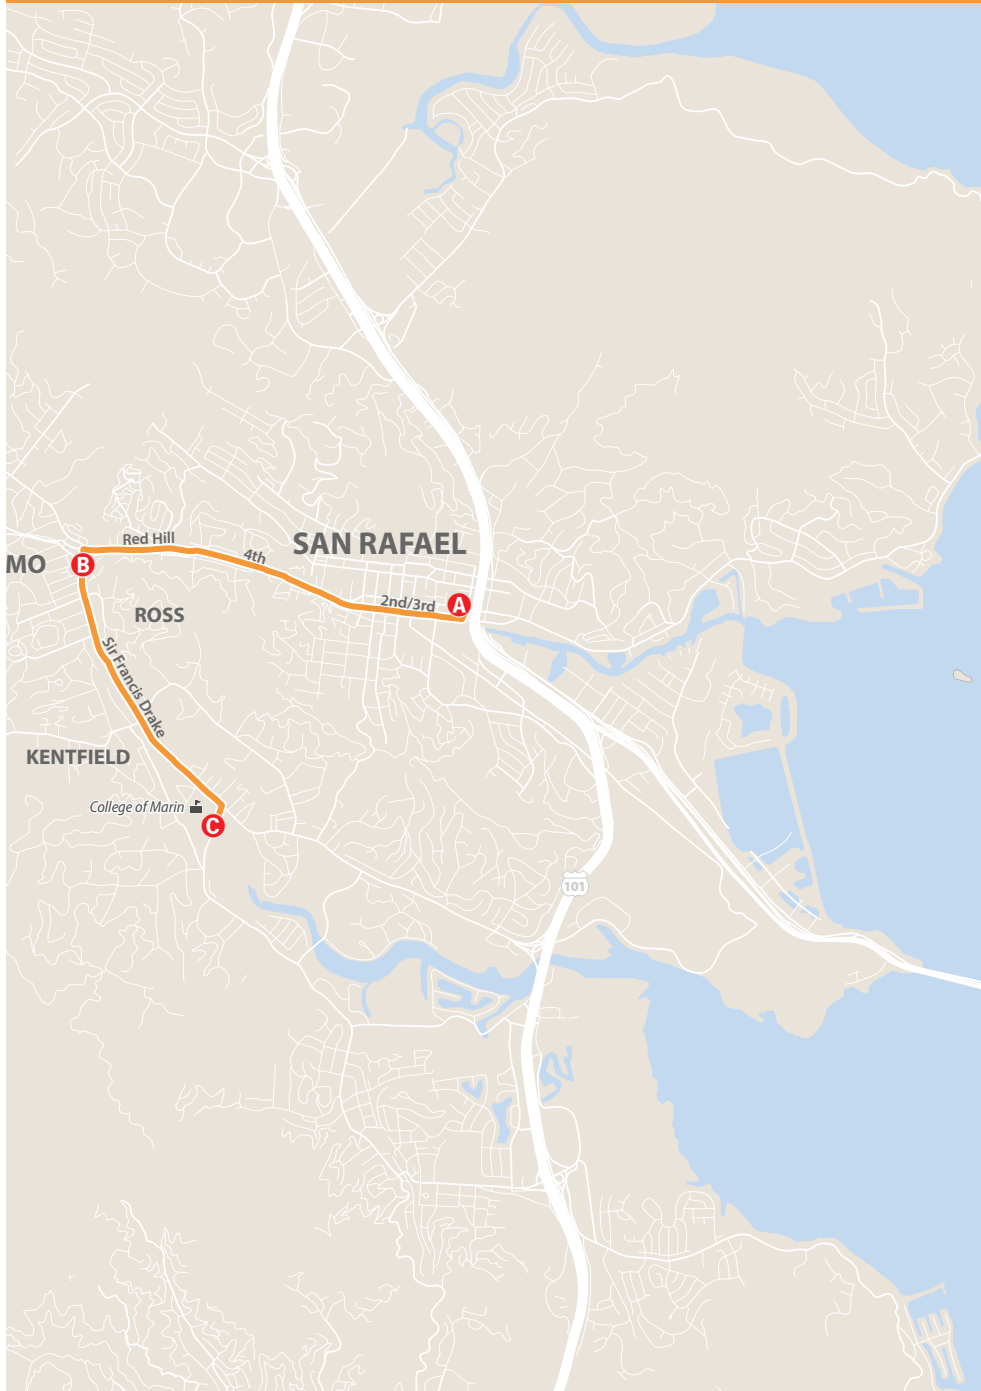 Red Hill
4th
SAN RAFAEL
MO
B
2nd/3rd
A
ROSS
Sir Francis Drake
KENTFIELD
College of Marin
C
101